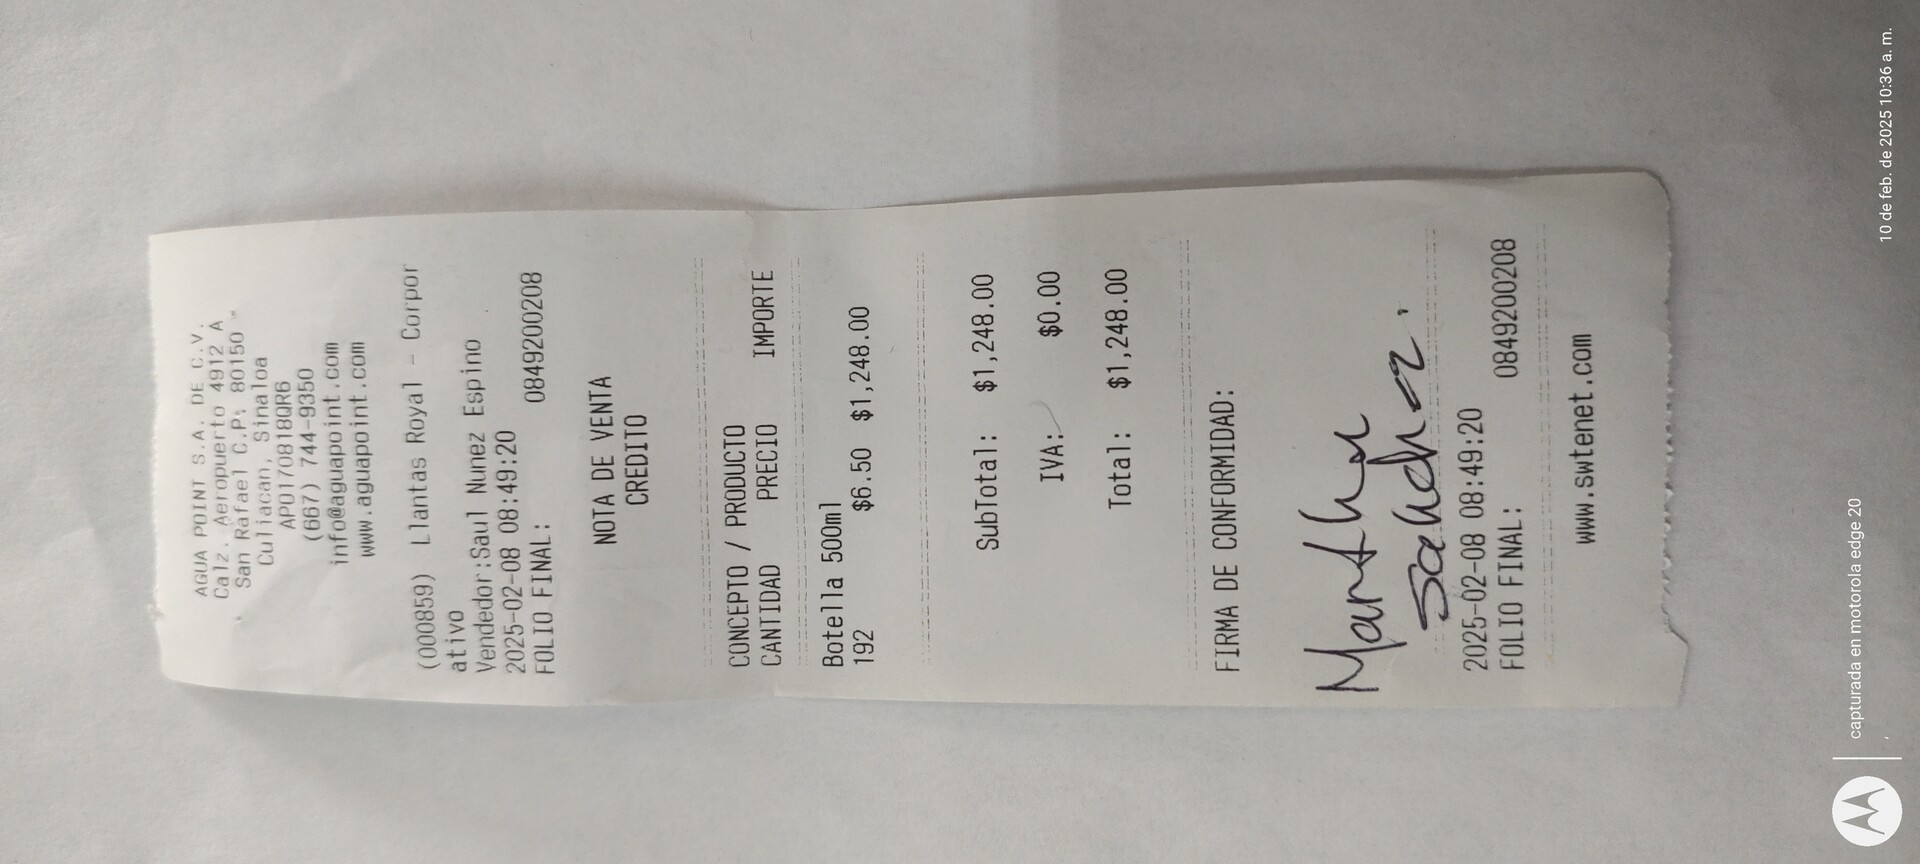 AGUA POINT S.A. DE C.V.
Calz. Aeropuerto 4912 A
San Rafael C.P. 80150
Culiacan, Sinaloa
APO170818QR6
(667) 744-9350
info@aguapoint.com
www.aguapoint.com
(000859) Llantas Royal - Corpor
ativo
Vendedor:Saul Nunez Espino
2025-02-08 08:49:20
FOLIO FINAL: 0849200208
NOTA DE VENTA
CREDITO
CONCEPTO / PRODUCTO
CANTIDAD PRECIO IMPORTE
Botella 500ml
192 $6.50 $1,248.00
SubTotal: $1,248.00
IVA: $0.00
Total: $1,248.00
FIRMA DE CONFORMIDAD:
Martha
2025-02-08 08:49:20
FOLIO FINAL: 0849200208
www.swtenet.com
capturada en motorola edge 20
10 de feb. de 2025 10:36 a. m.